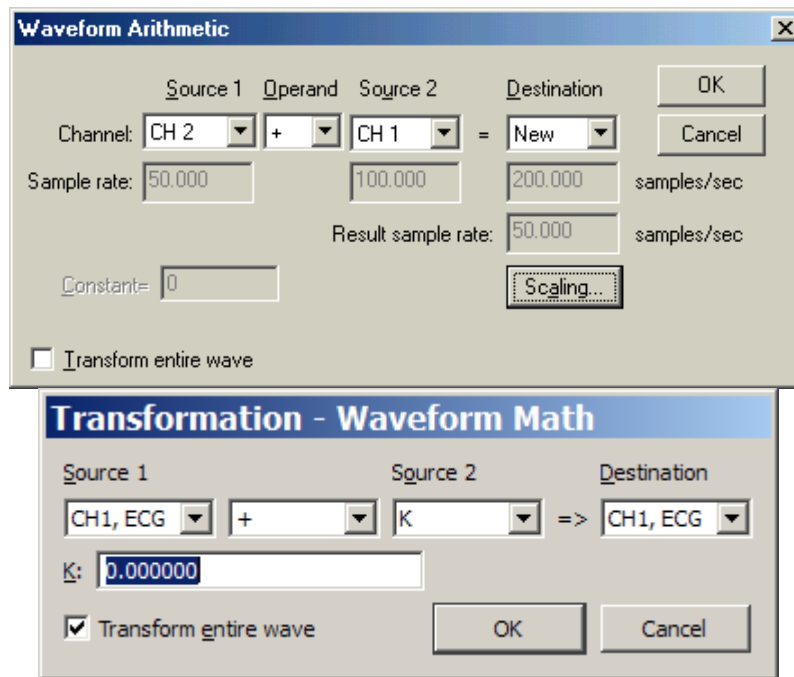 Waveform Arithmetic
Source 1 Operand Source 2 Destination OK
Channel: CH 2 + CH 1 = New Cancel
Sample rate: 50.000 100.000 200.000 samples/sec
Result sample rate: 50.000 samples/sec
Constant= 0 Scaling...
Transform entire wave
Transformation - Waveform Math
Source 1 Source 2 Destination
CH1, ECG + K => CH1, ECG
K: 0.000000
Transform entire wave OK Cancel